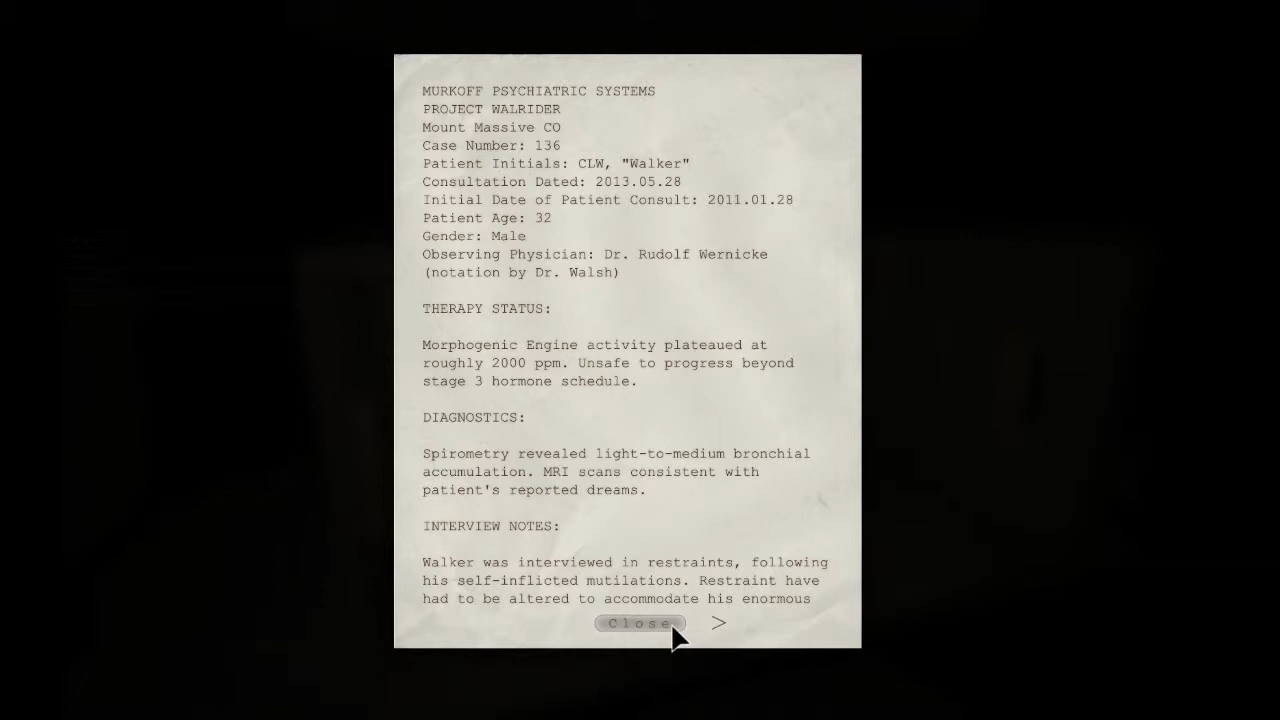 MURKOFF PSYCHIATRIC SYSTEMS
PROJECT WALRIDER
Mount Massive CO
Case Number: 136
Patient Initials: CLW, "Walker"
Consultation Dated: 2013.05.28
Initial Date of Patient Consult: 2011.01.28
Patient Age: 32
Gender: Male
Observing Physician: Dr. Rudolf Wernicke
(notation by Dr. Walsh)
THERAPY STATUS:
Morphogenic Engine activity plateaued at
roughly 2000 ppm. Unsafe to progress beyond
stage 3 hormone schedule.
DIAGNOSTICS:
Spirometry revealed light-to-medium bronchial
accumulation. MRI scans consistent with
patient's reported dreams.
INTERVIEW NOTES:
Walker was interviewed in restraints, following
his self-inflicted mutilations. Restraint have
had to be altered to accommodate his enormous
Close >